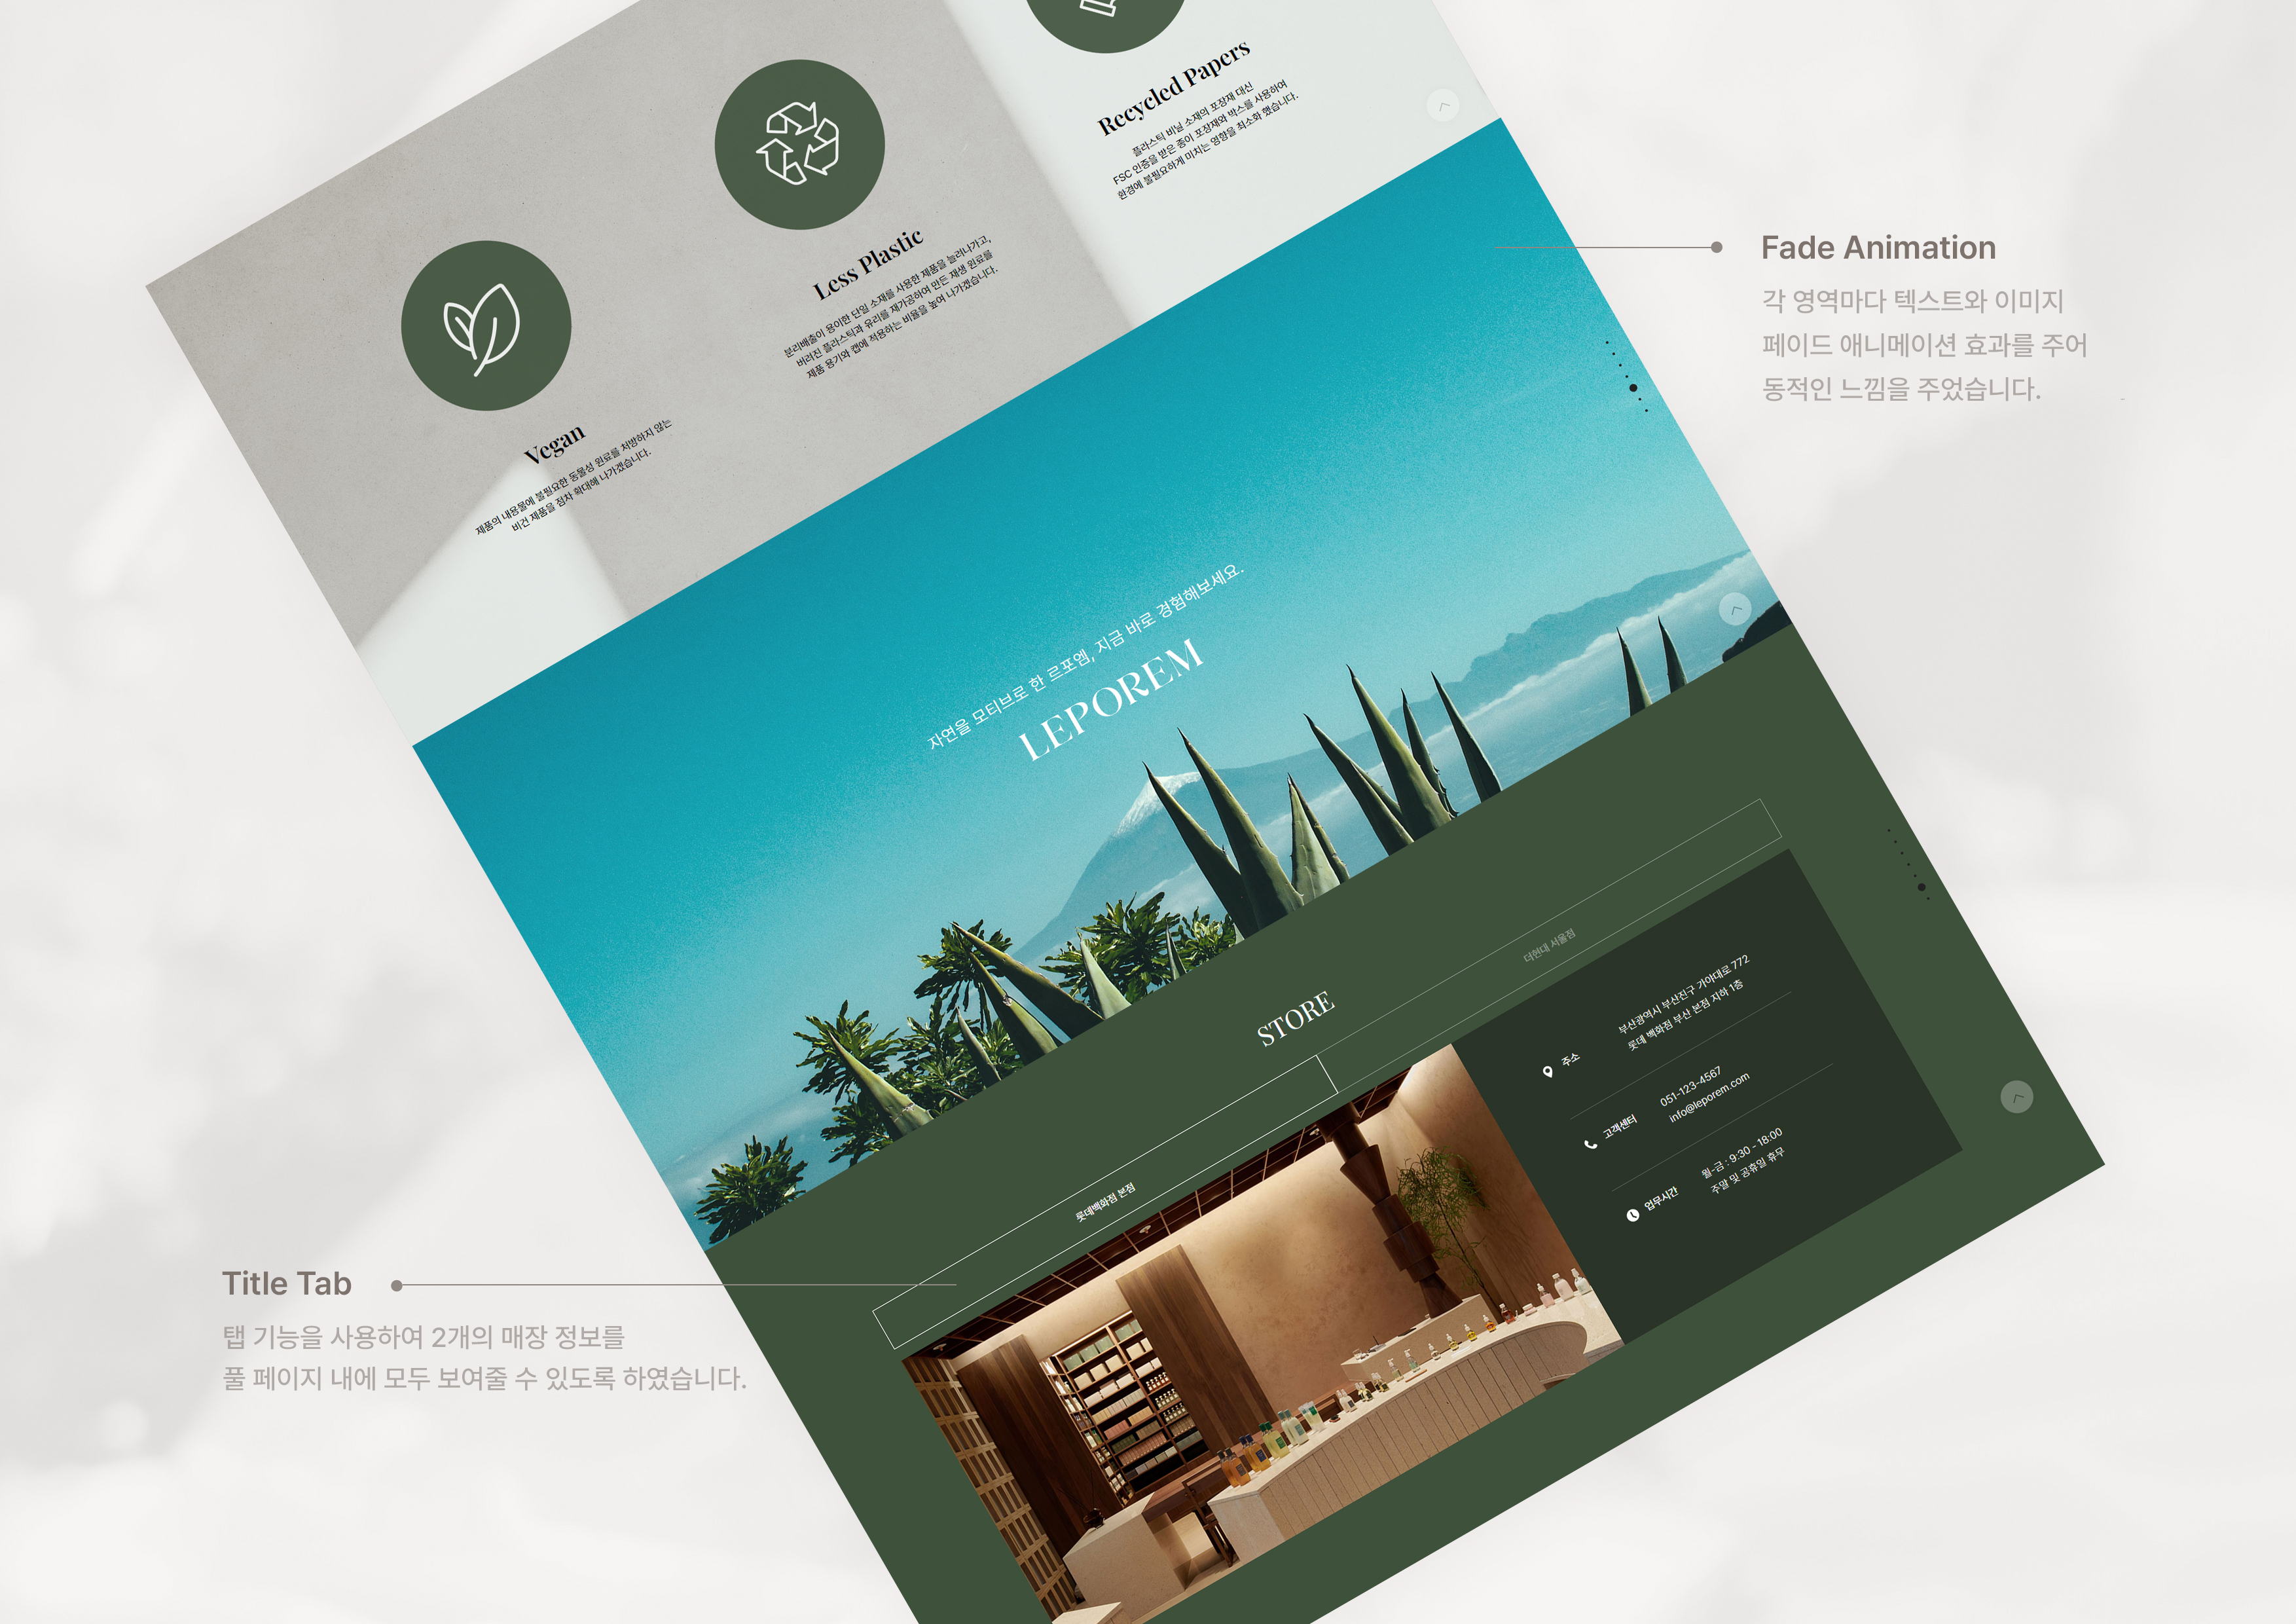 Recycled Papers
플라스틱 비닐 소재의 포장재 대신
FSC 인증을 받은 종이 포장재와 박스를 사용하여
환경에 불필요하게 미치는 영향을 최소화 했습니다.
Less Plastic
분리배출이 용이한 단일 소재를 사용한 제품을 늘려나가고,
버려진 플라스틱과 유리를 재가공하여 만든 재생 원료를
제품 용기와 캡에 적용하는 비율을 높여 나가겠습니다.
Vegan
제품의 내용물에 불필요한 동물성 원료를 처방하지 않는
비건 제품을 점차 확대해 나가겠습니다.
Fade Animation
각 영역마다 텍스트와 이미지
페이드 애니메이션 효과를 주어
동적인 느낌을 주었습니다.
자연을 모티브로 한 르포엠, 지금 바로 경험해보세요.
LEPOREM
STORE
롯데백화점 본점
더현대 서울점
주소
부산광역시 부산진구 가야대로 772
롯데 백화점 부산 본점 지하 1층
고객센터
051-123-4567
info@leporem.com
업무시간
월-금 : 9:30 - 18:00
주말 및 공휴일 휴무
Title Tab
탭 기능을 사용하여 2개의 매장 정보를
풀 페이지 내에 모두 보여줄 수 있도록 하였습니다.